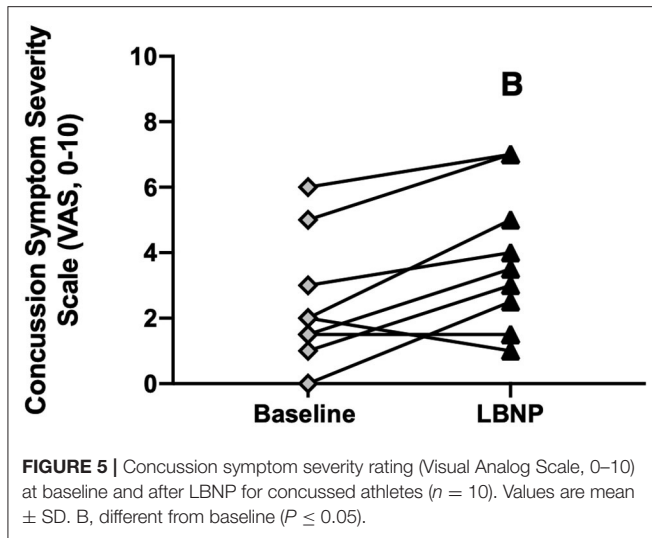 Concussion Symptom Severity
Scale (VAS, 0-10)
10
8
6
4
2
0
B
Baseline
LBNP
FIGURE 5 | Concussion symptom severity rating (Visual Analog Scale, 0–10)
at baseline and after LBNP for concussed athletes (n = 10). Values are mean
± SD. B, different from baseline (P ≤ 0.05).